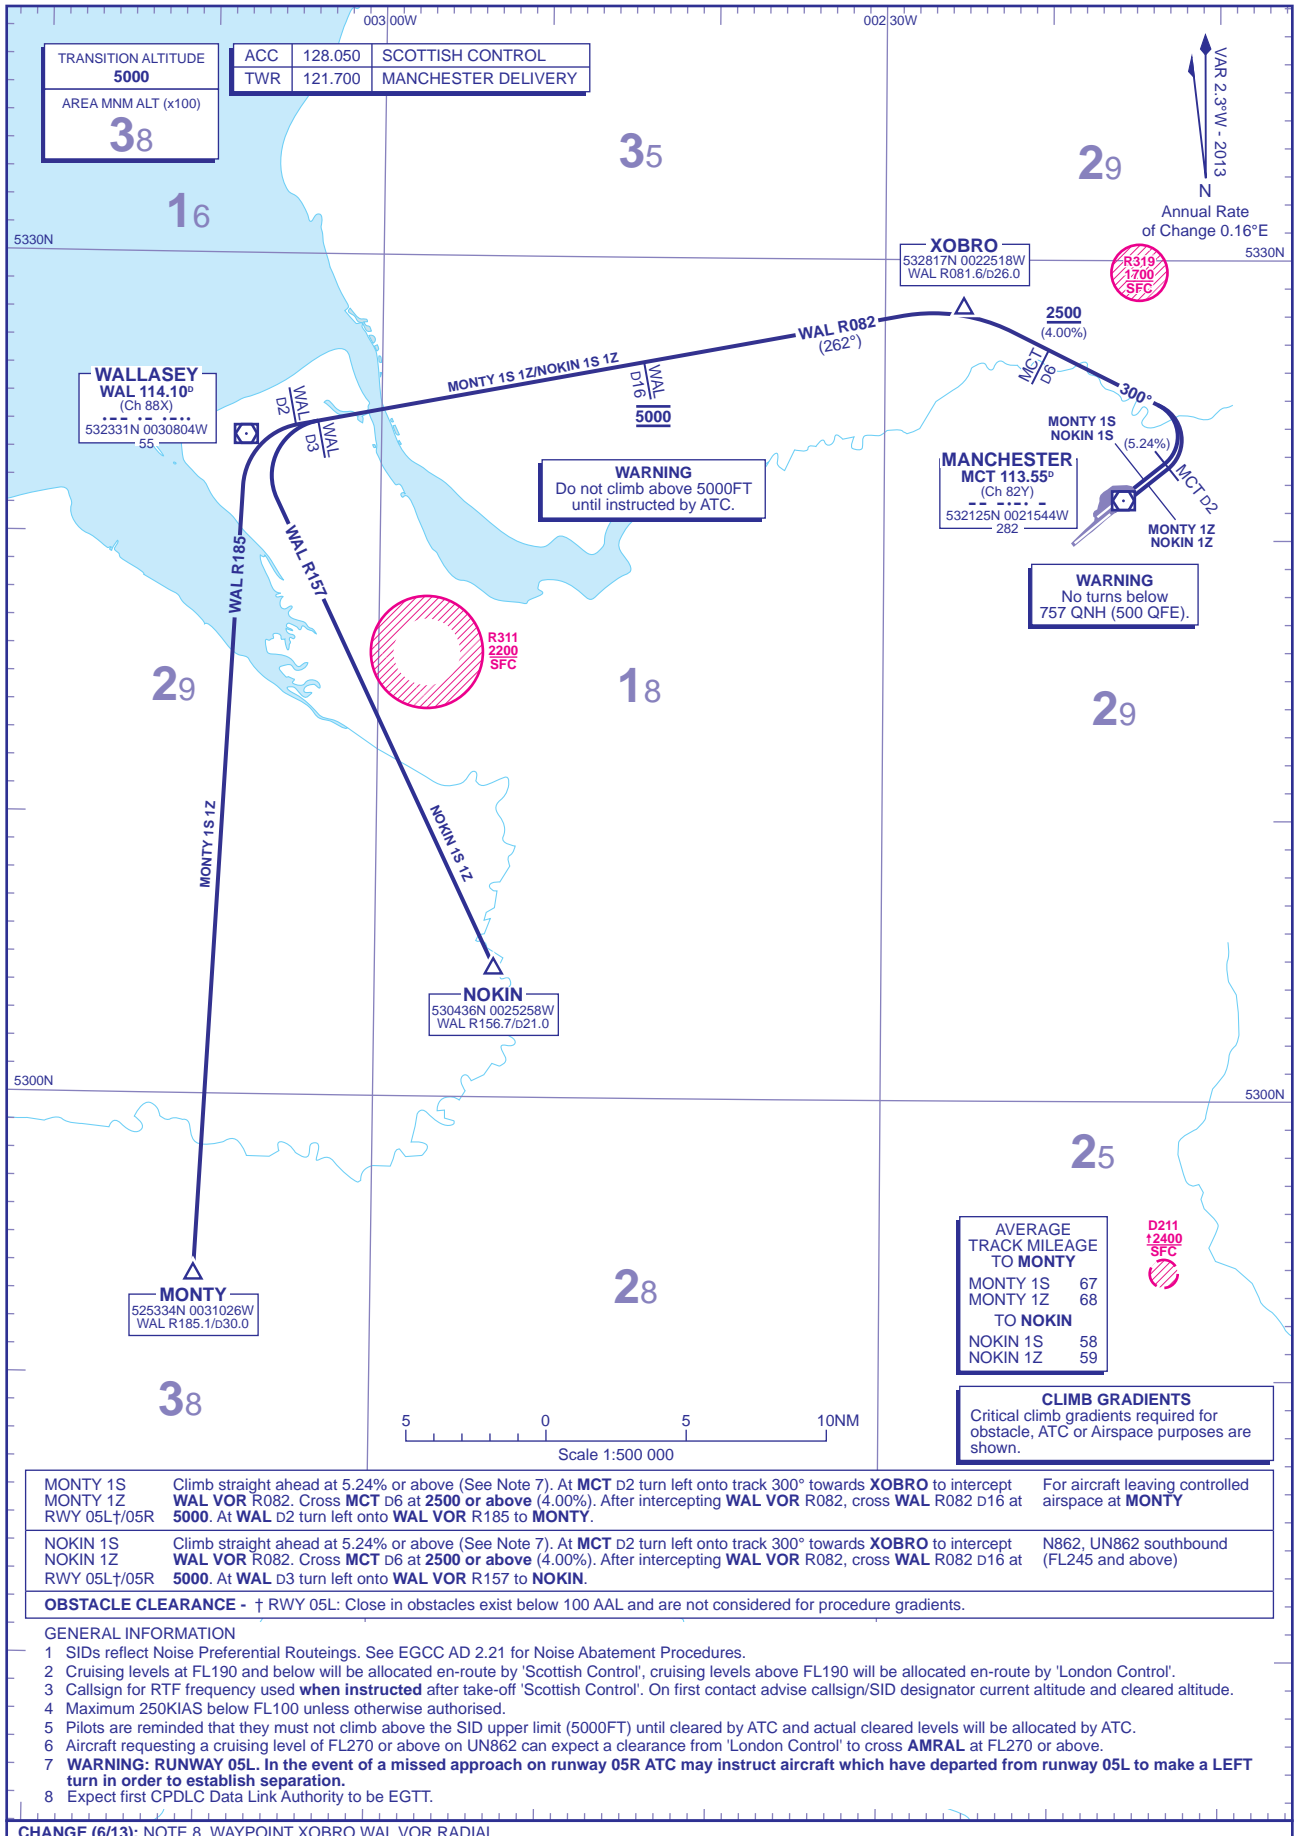 003 00W
002 30W
TRANSITION ALTITUDE
5000
AREA MNM ALT (x100)
38
ACC 128.050 SCOTTISH CONTROL
TWR 121.700 MANCHESTER DELIVERY
VAR 2.3°W - 2013
N
Annual Rate
of Change 0.16°E
35
29
16
5330N
5330N
XOBRO
532817N 0022518W
WAL R081.6/D26.0
R319
1700
SFC
2500
(4.00%)
WAL R082
(262°)
MCT
D6
300°
MONTY 1S 1Z/NOKIN 1S 1Z
WAL
D16
5000
WALLASEY
WAL 114.10D
(Ch 88X)
532331N 0030804W
55
WAL
D2
WAL
D3
MONTY 1S
NOKIN 1S
(5.24%)
MANCHESTER
MCT 113.55D
(Ch 82Y)
532125N 0021544W
282
MCT D2
MONTY 1Z
NOKIN 1Z
WARNING
Do not climb above 5000FT
until instructed by ATC.
WARNING
No turns below
757 QNH (500 QFE).
WAL R185
WAL R157
R311
2200
SFC
29
18
29
MONTY 1S 1Z
NOKIN 1S 1Z
NOKIN
530436N 0025258W
WAL R156.7/D21.0
5300N
5300N
25
D211
↑2400
SFC
MONTY
525334N 0031026W
WAL R185.1/D30.0
28
AVERAGE
TRACK MILEAGE
TO MONTY
MONTY 1S 67
MONTY 1Z 68
TO NOKIN
NOKIN 1S 58
NOKIN 1Z 59
38
5 0 5 10NM
Scale 1:500 000
CLIMB GRADIENTS
Critical climb gradients required for
obstacle, ATC or Airspace purposes are
shown.
MONTY 1S Climb straight ahead at 5.24% or above (See Note 7). At MCT D2 turn left onto track 300° towards XOBRO to intercept For aircraft leaving controlled
MONTY 1Z WAL VOR R082. Cross MCT D6 at 2500 or above (4.00%). After intercepting WAL VOR R082, cross WAL R082 D16 at airspace at MONTY
RWY 05L†/05R 5000. At WAL D2 turn left onto WAL VOR R185 to MONTY.
NOKIN 1S Climb straight ahead at 5.24% or above (See Note 7). At MCT D2 turn left onto track 300° towards XOBRO to intercept N862, UN862 southbound
NOKIN 1Z WAL VOR R082. Cross MCT D6 at 2500 or above (4.00%). After intercepting WAL VOR R082, cross WAL R082 D16 at (FL245 and above)
RWY 05L†/05R 5000. At WAL D3 turn left onto WAL VOR R157 to NOKIN.
OBSTACLE CLEARANCE - † RWY 05L: Close in obstacles exist below 100 AAL and are not considered for procedure gradients.
GENERAL INFORMATION
1 SIDs reflect Noise Preferential Routeings. See EGCC AD 2.21 for Noise Abatement Procedures.
2 Cruising levels at FL190 and below will be allocated en-route by 'Scottish Control', cruising levels above FL190 will be allocated en-route by 'London Control'.
3 Callsign for RTF frequency used when instructed after take-off 'Scottish Control'. On first contact advise callsign/SID designator current altitude and cleared altitude.
4 Maximum 250KIAS below FL100 unless otherwise authorised.
5 Pilots are reminded that they must not climb above the SID upper limit (5000FT) until cleared by ATC and actual cleared levels will be allocated by ATC.
6 Aircraft requesting a cruising level of FL270 or above on UN862 can expect a clearance from 'London Control' to cross AMRAL at FL270 or above.
7 WARNING: RUNWAY 05L. In the event of a missed approach on runway 05R ATC may instruct aircraft which have departed from runway 05L to make a LEFT
turn in order to establish separation.
8 Expect first CPDLC Data Link Authority to be EGTT.
CHANGE (6/13): NOTE 8. WAYPOINT XOBRO WAL VOR RADIAL